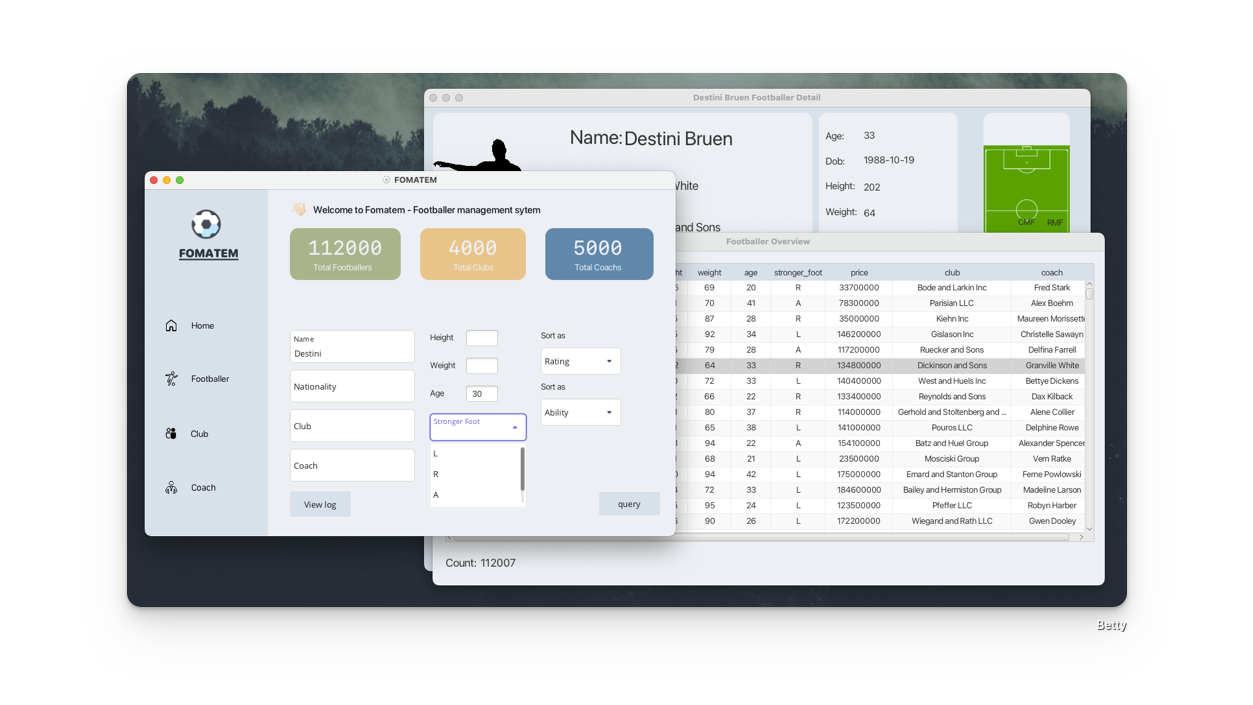 Destini Bruen Footballer Detail
Name: Destini Bruen
White
and Sons
Age: 33
Dob: 1988-10-19
Height: 202
Weight: 64
CMF RMF
FOMATEM
FOMATEM
Home
Footballer
Club
Coach
Welcome to Fomatem - Footballer management sytem
112000
Total Footballers
4000
Total Clubs
5000
Total Coachs
Name
Destini
Nationality
Club
Coach
View log
Height
Weight
Age 30
Stronger Foot
L
R
A
Sort as
Rating
Sort as
Ability
query
Footballer Overview
ht weight age stronger_foot price club coach
5 69 20 R 33700000 Bode and Larkin Inc Fred Stark
70 41 A 78300000 Parisian LLC Alex Boehm
87 28 R 35000000 Kiehn Inc Maureen Morissette
92 34 L 146200000 Gislason Inc Christelle Sawayn
79 28 A 117200000 Ruecker and Sons Delfina Farrell
2 64 33 R 134800000 Dickinson and Sons Granville White
72 33 L 140400000 West and Huels Inc Bettye Dickens
66 22 R 133400000 Reynolds and Sons Dax Kilback
80 37 R 114000000 Gerhold and Stoltenberg and ... Alene Collier
65 38 L 141000000 Pouros LLC Delphine Rowe
94 22 A 154100000 Batz and Huel Group Alexander Spencer
68 21 L 23500000 Mosciski Group Vern Ratke
94 42 L 175000000 Emard and Stanton Group Ferne Powlowski
72 33 L 184600000 Bailey and Hermiston Group Madeline Larson
95 24 L 123500000 Pfeffer LLC Robyn Harber
90 26 L 172200000 Wiegand and Rath LLC Gwen Dooley
Count: 112007
Betty